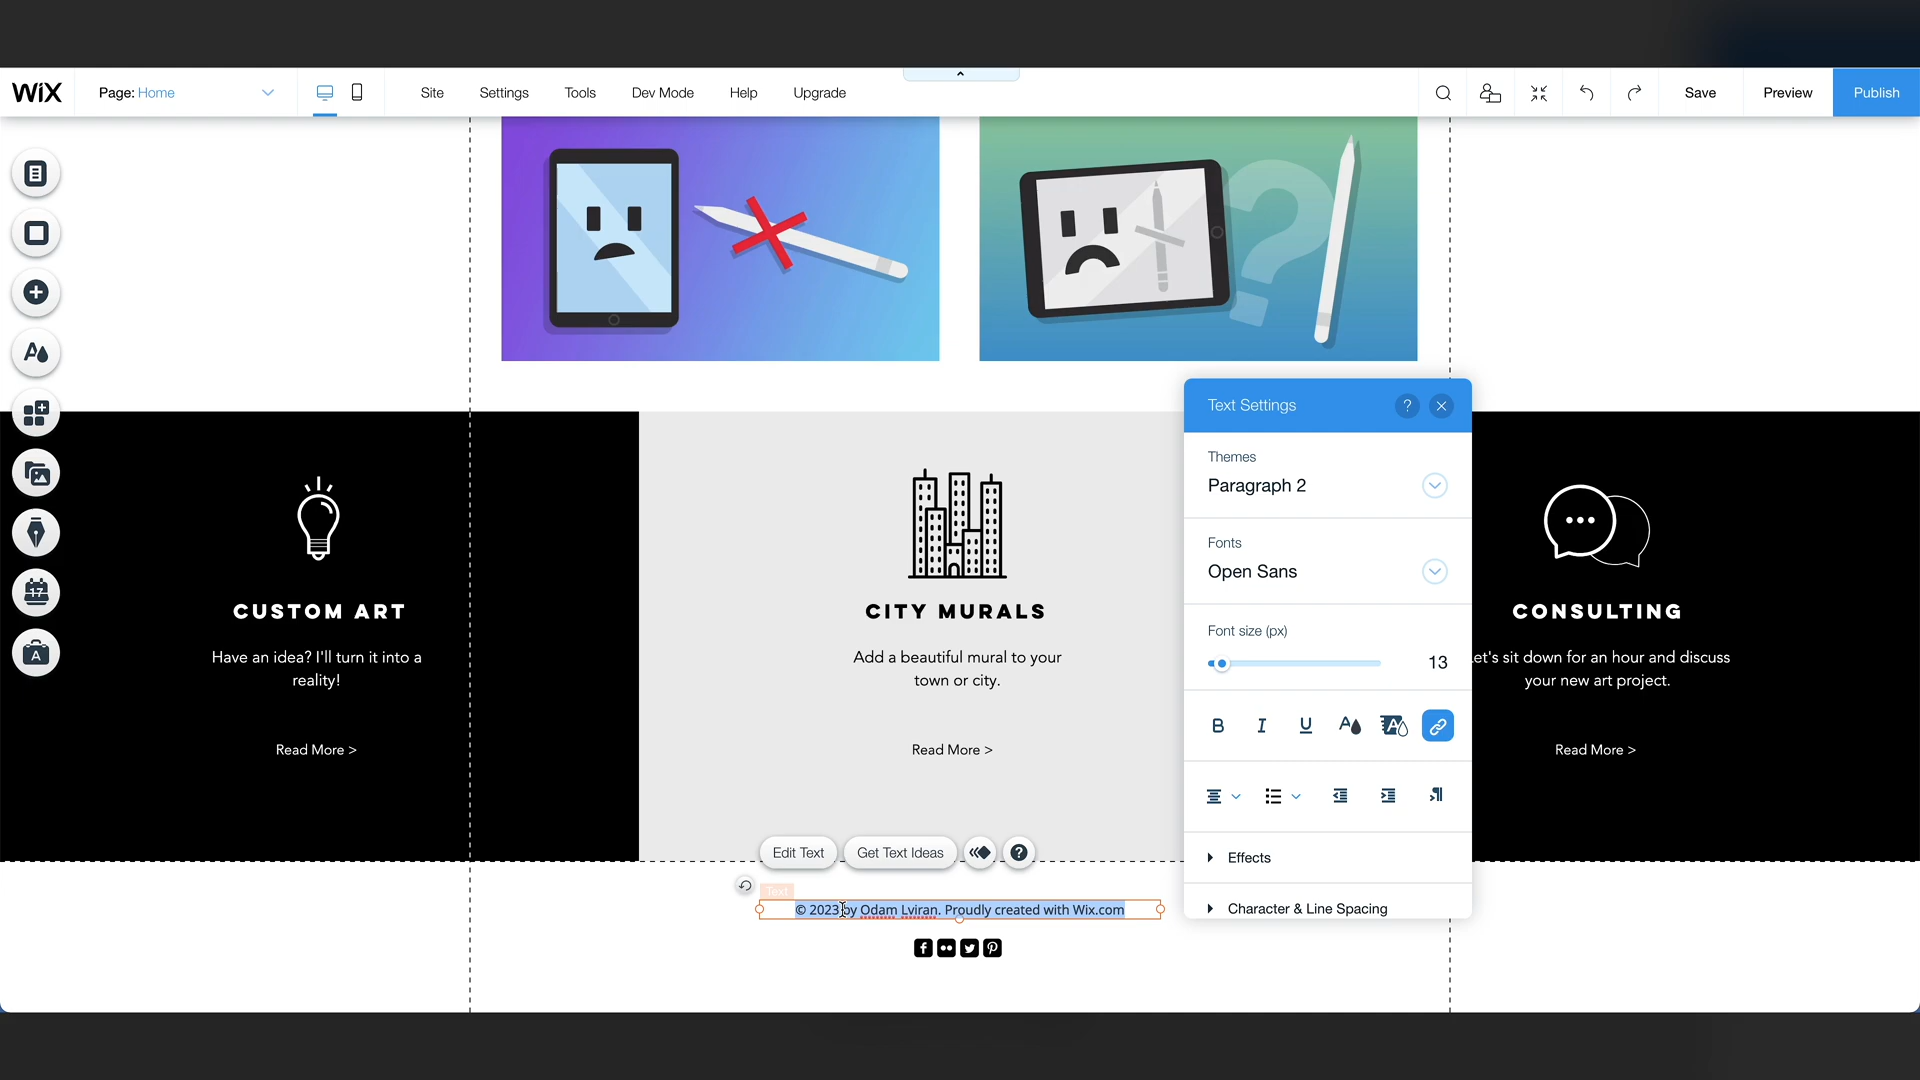 WiX
Page: Home
Site
Settings
Tools
Dev Mode
Help
Upgrade
Save
Preview
Publish
Text Settings
?
Themes
Paragraph 2
Fonts
Open Sans
Font size (px)
13
B
I
U
A
A
Effects
Character & Line Spacing
A
17
A
CUSTOM ART
Have an idea? I'll turn it into a
reality!
Read More >
CITY MURALS
Add a beautiful mural to your
town or city.
Read More >
CONSULTING
Let's sit down for an hour and discuss
your new art project.
Read More >
Edit Text
Get Text Ideas
?
Text
© 2023 by Odam Lviran. Proudly created with Wix.com